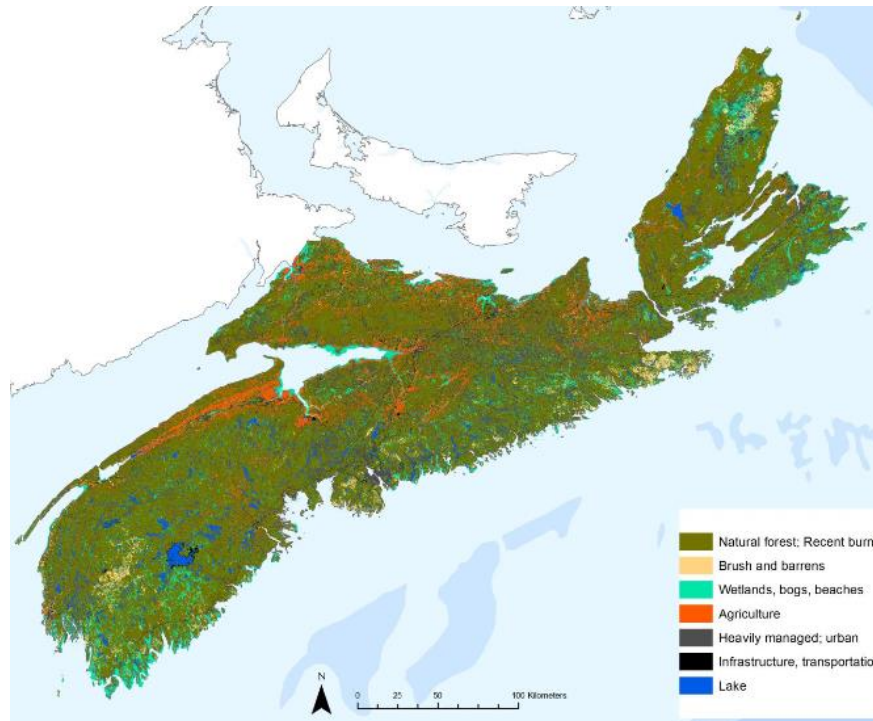 Natural forest; Recent burn
Brush and barrens
Wetlands, bogs, beaches
Agriculture
Heavily managed; urban
Infrastructure, transportatio
Lake
N
0 25 50 100 Kilometers